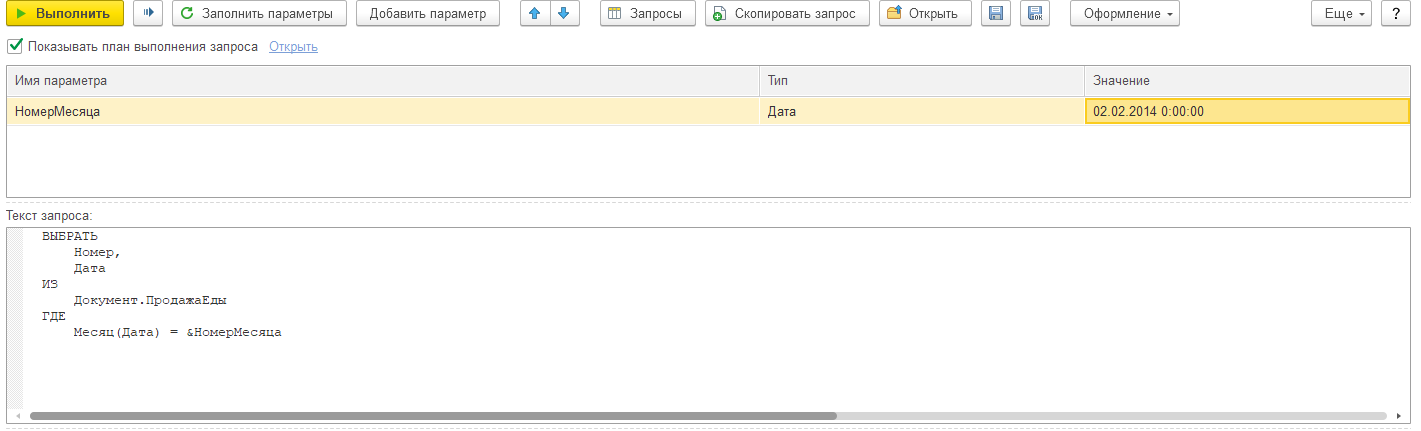 Выполнить Заполнить параметры Добавить параметр Запросы Скопировать запрос Открыть Оформление Еще ?
Показывать план выполнения запроса Открыть
Имя параметра Тип Значение
НомерМесяца Дата 02.02.2014 0:00:00
Текст запроса:
ВЫБРАТЬ
Номер,
Дата
ИЗ
Документ.ПродажаЕды
ГДЕ
Месяц(Дата) = &НомерМесяца